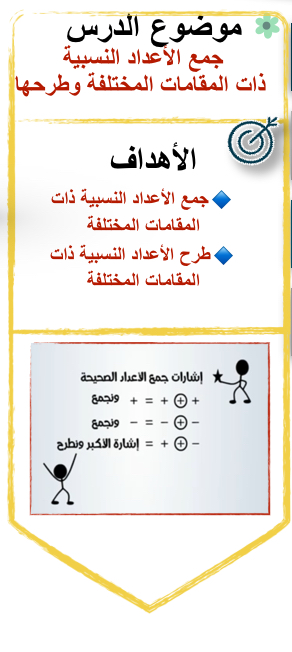 موضوع الدرس
جمع الأعداد النسبية
ذات المقامات المختلفة وطرحها
الأهداف
جمع الأعداد النسبية ذات
المقامات المختلفة
طرح الأعداد النسبية ذات
المقامات المختلفة
إشارات جمع الاعداد الصحيحة
+ + + = + ونجمع
− + − = − ونجمع
− + + = إشارة الاكبر ونطرح